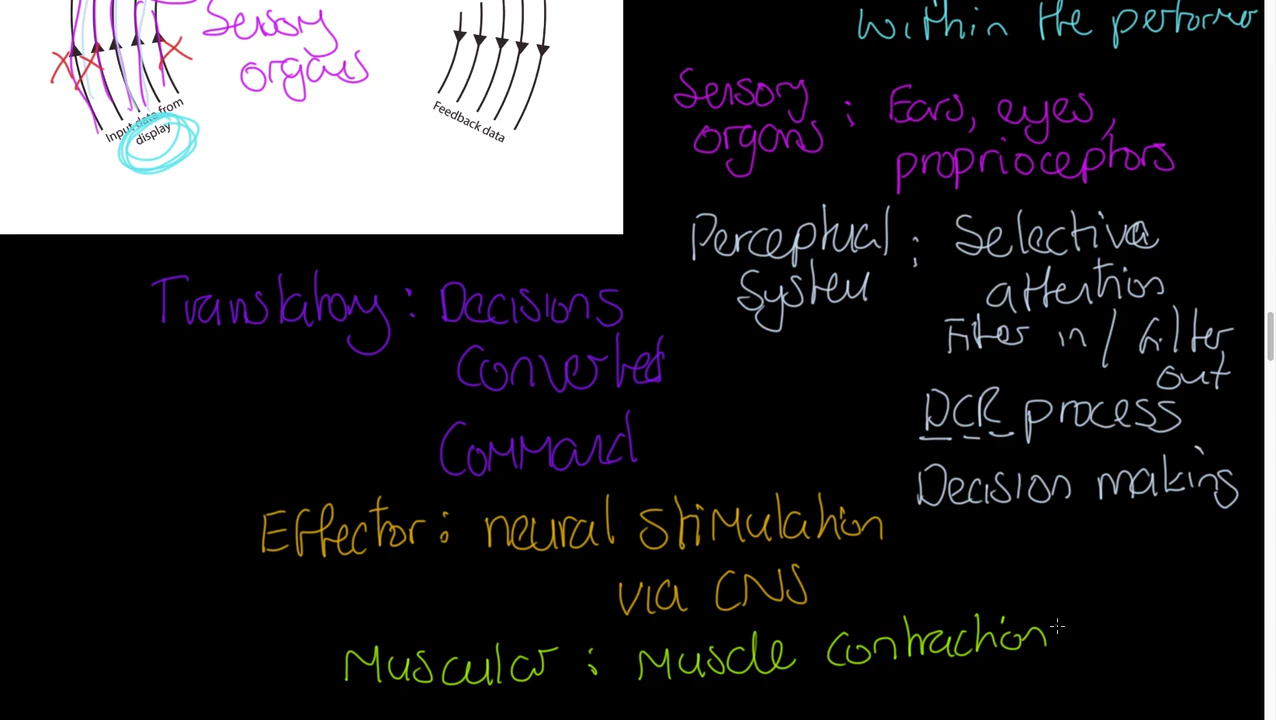 within the performer
Sensory
organs
Input data from
display
Feedback data
Sensory
organs : Ears, eyes,
proprioceptors
Perceptual : Selective
System attention
Filter in / filter
out
DCR process
Decision making
Translatory : Decisions
Converted
Command
Effector : neural stimulation
via CNS
Muscular : Muscle contraction